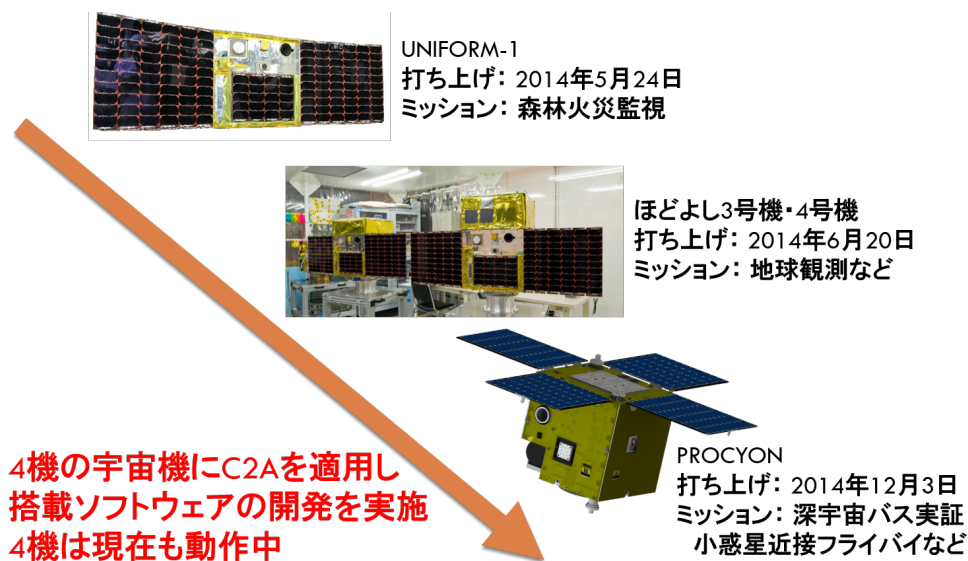 UNIFORM-1
打ち上げ： 2014年5月24日
ミッション： 森林火災監視
ほどよし3号機・4号機
打ち上げ： 2014年6月20日
ミッション： 地球観測など
PROCYON
打ち上げ： 2014年12月3日
ミッション： 深宇宙バス実証
小惑星近接フライバイなど
4機の宇宙機にC2Aを適用し
搭載ソフトウェアの開発を実施
4機は現在も動作中